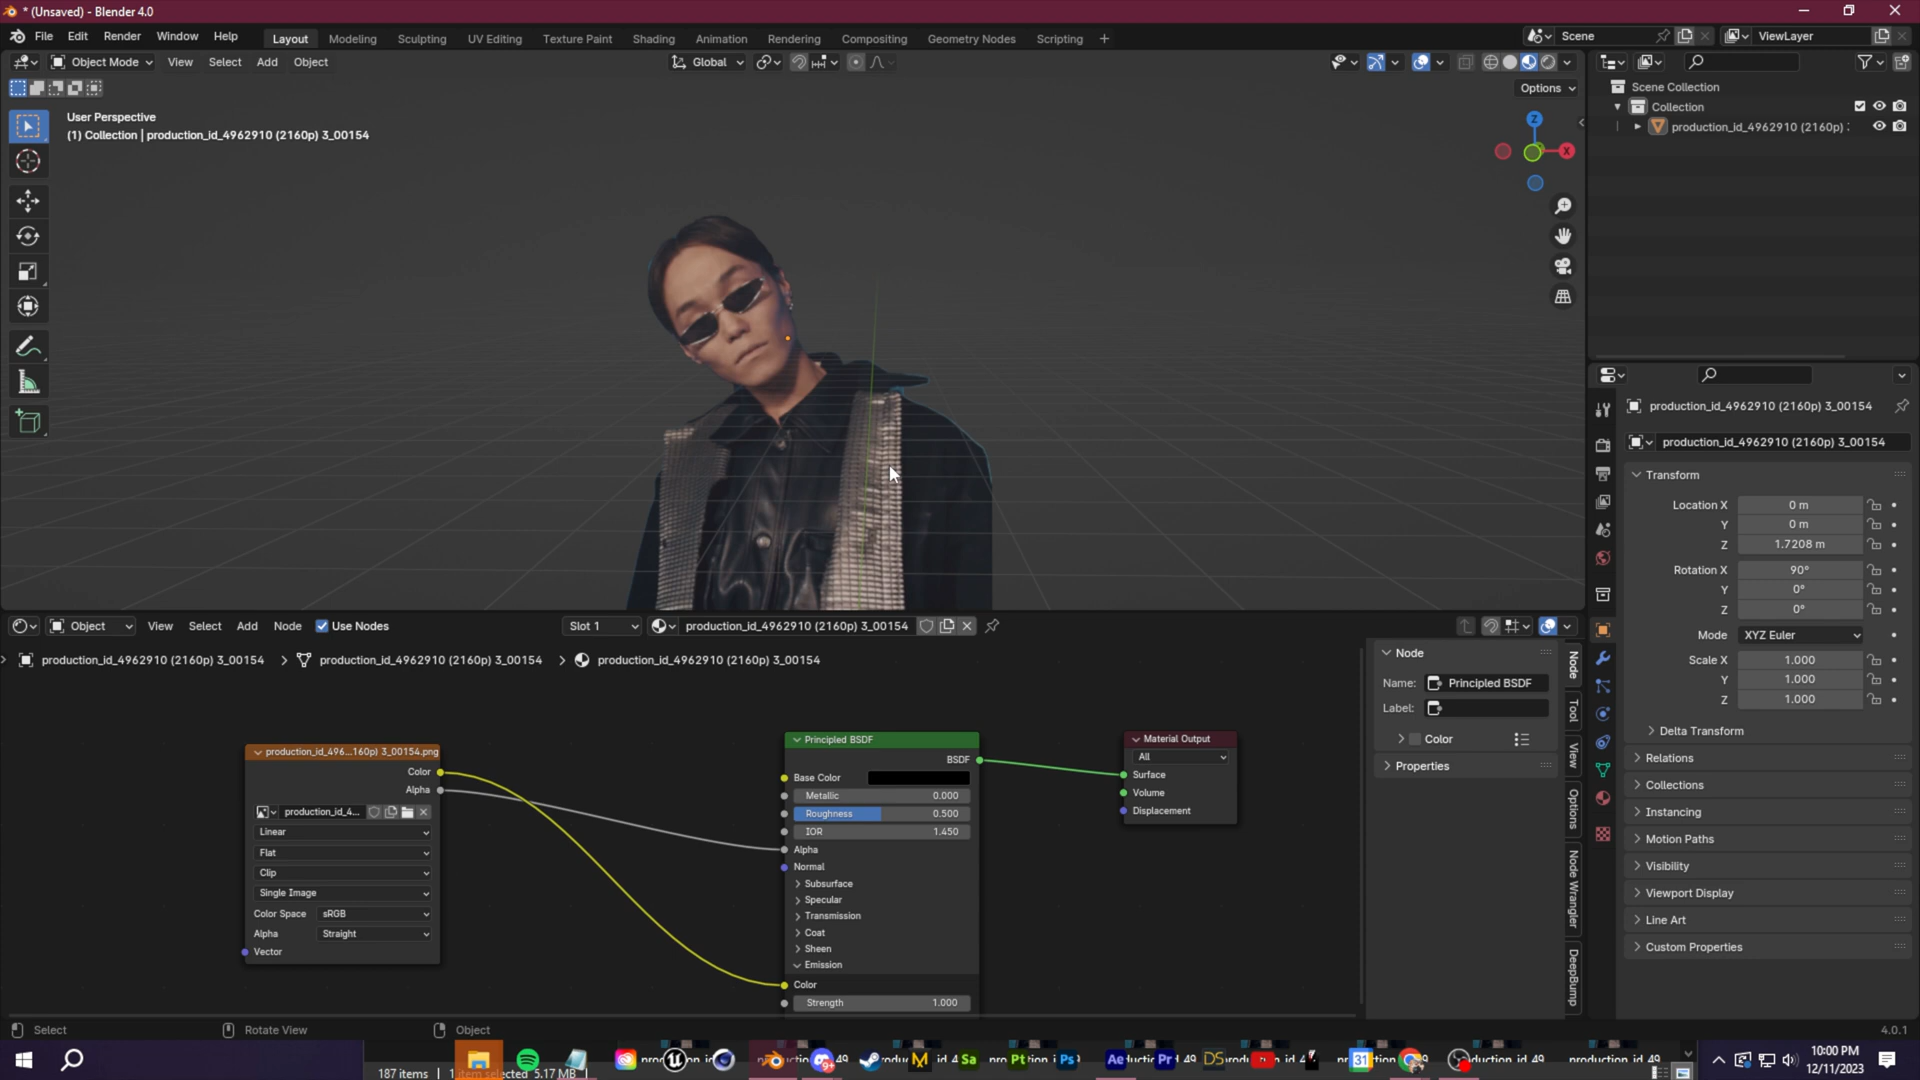 * (Unsaved) - Blender 4.0
File Edit Render Window Help Layout Modeling Sculpting UV Editing Texture Paint Shading Animation Rendering Compositing Geometry Nodes Scripting + Scene ViewLayer
Object Mode View Select Add Object Global
Options
User Perspective
(1) Collection | production_id_4962910 (2160p) 3_00154
Z
X
Scene Collection
Collection
production_id_4962910 (2160p) :
production_id_4962910 (2160p) 3_00154
production_id_4962910 (2160p) 3_00154
Transform
Location X 0 m
Y 0 m
Z 1.7208 m
Rotation X 90°
Y 0°
Z 0°
Mode XYZ Euler
Scale X 1.000
Y 1.000
Z 1.000
Delta Transform
Relations
Collections
Instancing
Motion Paths
Visibility
Viewport Display
Line Art
Custom Properties
Object View Select Add Node Use Nodes Slot 1 production_id_4962910 (2160p) 3_00154
production_id_4962910 (2160p) 3_00154 > production_id_4962910 (2160p) 3_00154 > production_id_4962910 (2160p) 3_00154
production_id_496...160p) 3_00154.png
Color
Alpha
production_id_4...
Linear
Flat
Clip
Single Image
Color Space sRGB
Alpha Straight
Vector
Principled BSDF
BSDF
Base Color
Metallic 0.000
Roughness 0.500
IOR 1.450
Alpha
Normal
Subsurface
Specular
Transmission
Coat
Sheen
Emission
Color
Strength 1.000
Material Output
All
Surface
Volume
Displacement
Node
Name: Principled BSDF
Label:
Color
Properties
Node
Tool
View
Options
Node Wrangler
DeepBump
Select Rotate View Object 4.0.1
187 items | 1 item selected 5.17 MB
10:00 PM
12/11/2023